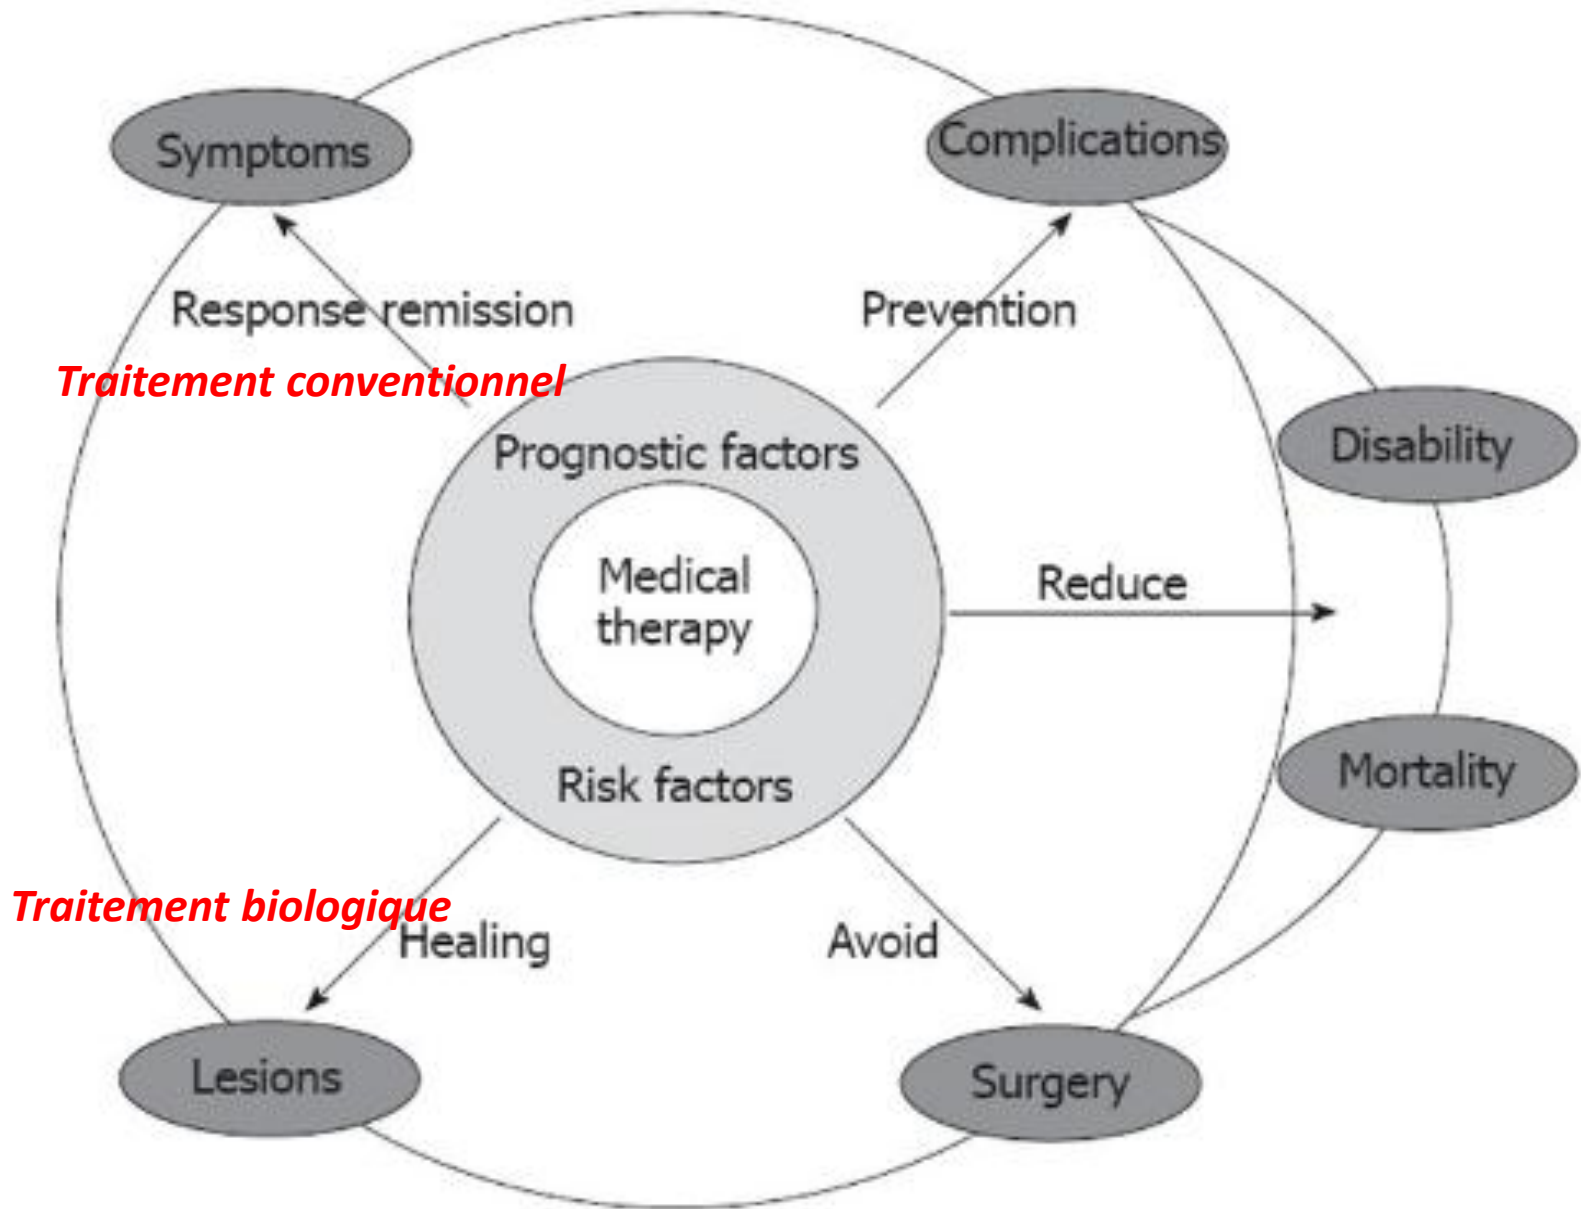 Symptoms
Complications
Response remission
Prevention
Traitement conventionnel
Prognostic factors
Disability
Medical
therapy
Reduce
Risk factors
Mortality
Traitement biologique
Healing
Avoid
Lesions
Surgery